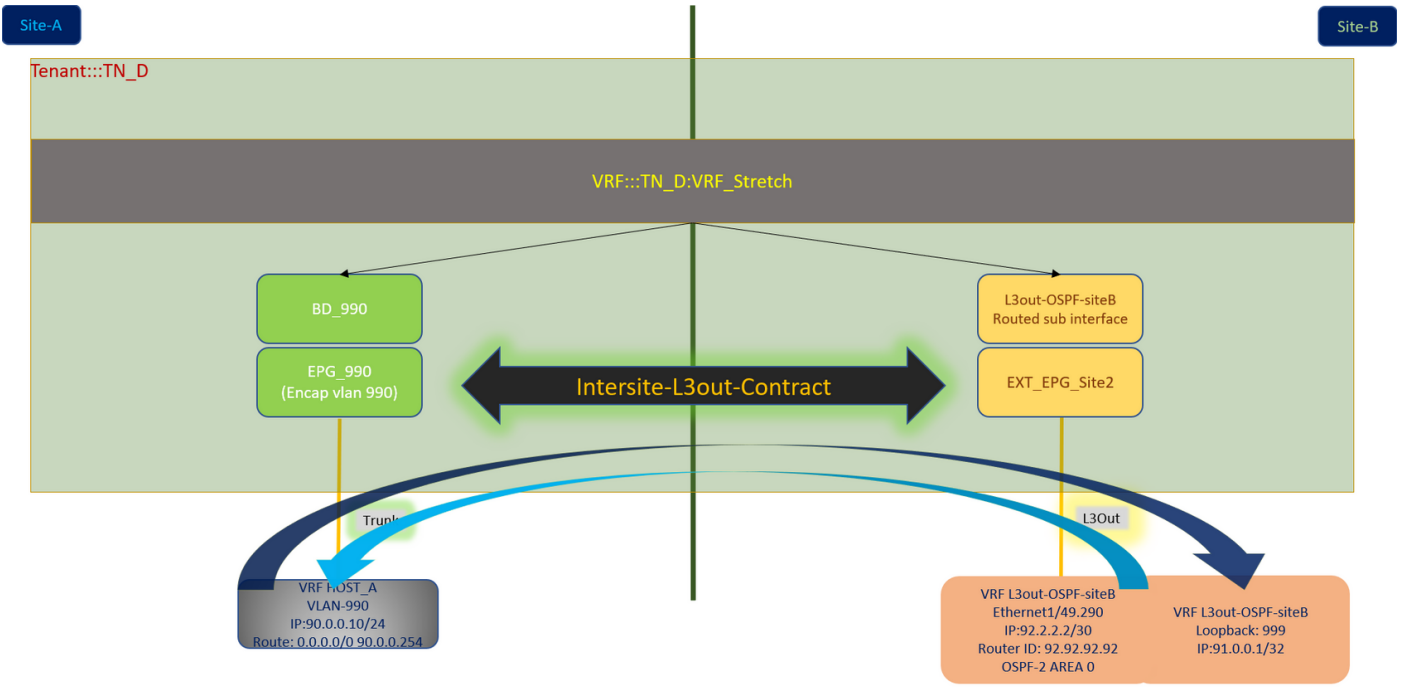 Site-A
Site-B
Tenant:::TN_D
VRF:::TN_D:VRF_Stretch
BD_990
L3out-OSPF-siteB
Routed sub interface
EPG_990
(Encap vlan 990)
Intersite-L3out-Contract
EXT_EPG_Site2
Trunk
L3Out
VRF HOST_A
VLAN-990
IP:90.0.0.10/24
Route: 0.0.0.0/0 90.0.0.254
VRF L3out-OSPF-siteB
Ethernet1/49.290
IP:92.2.2.2/30
Router ID: 92.92.92.92
OSPF-2 AREA 0
VRF L3out-OSPF-siteB
Loopback: 999
IP:91.0.0.1/32